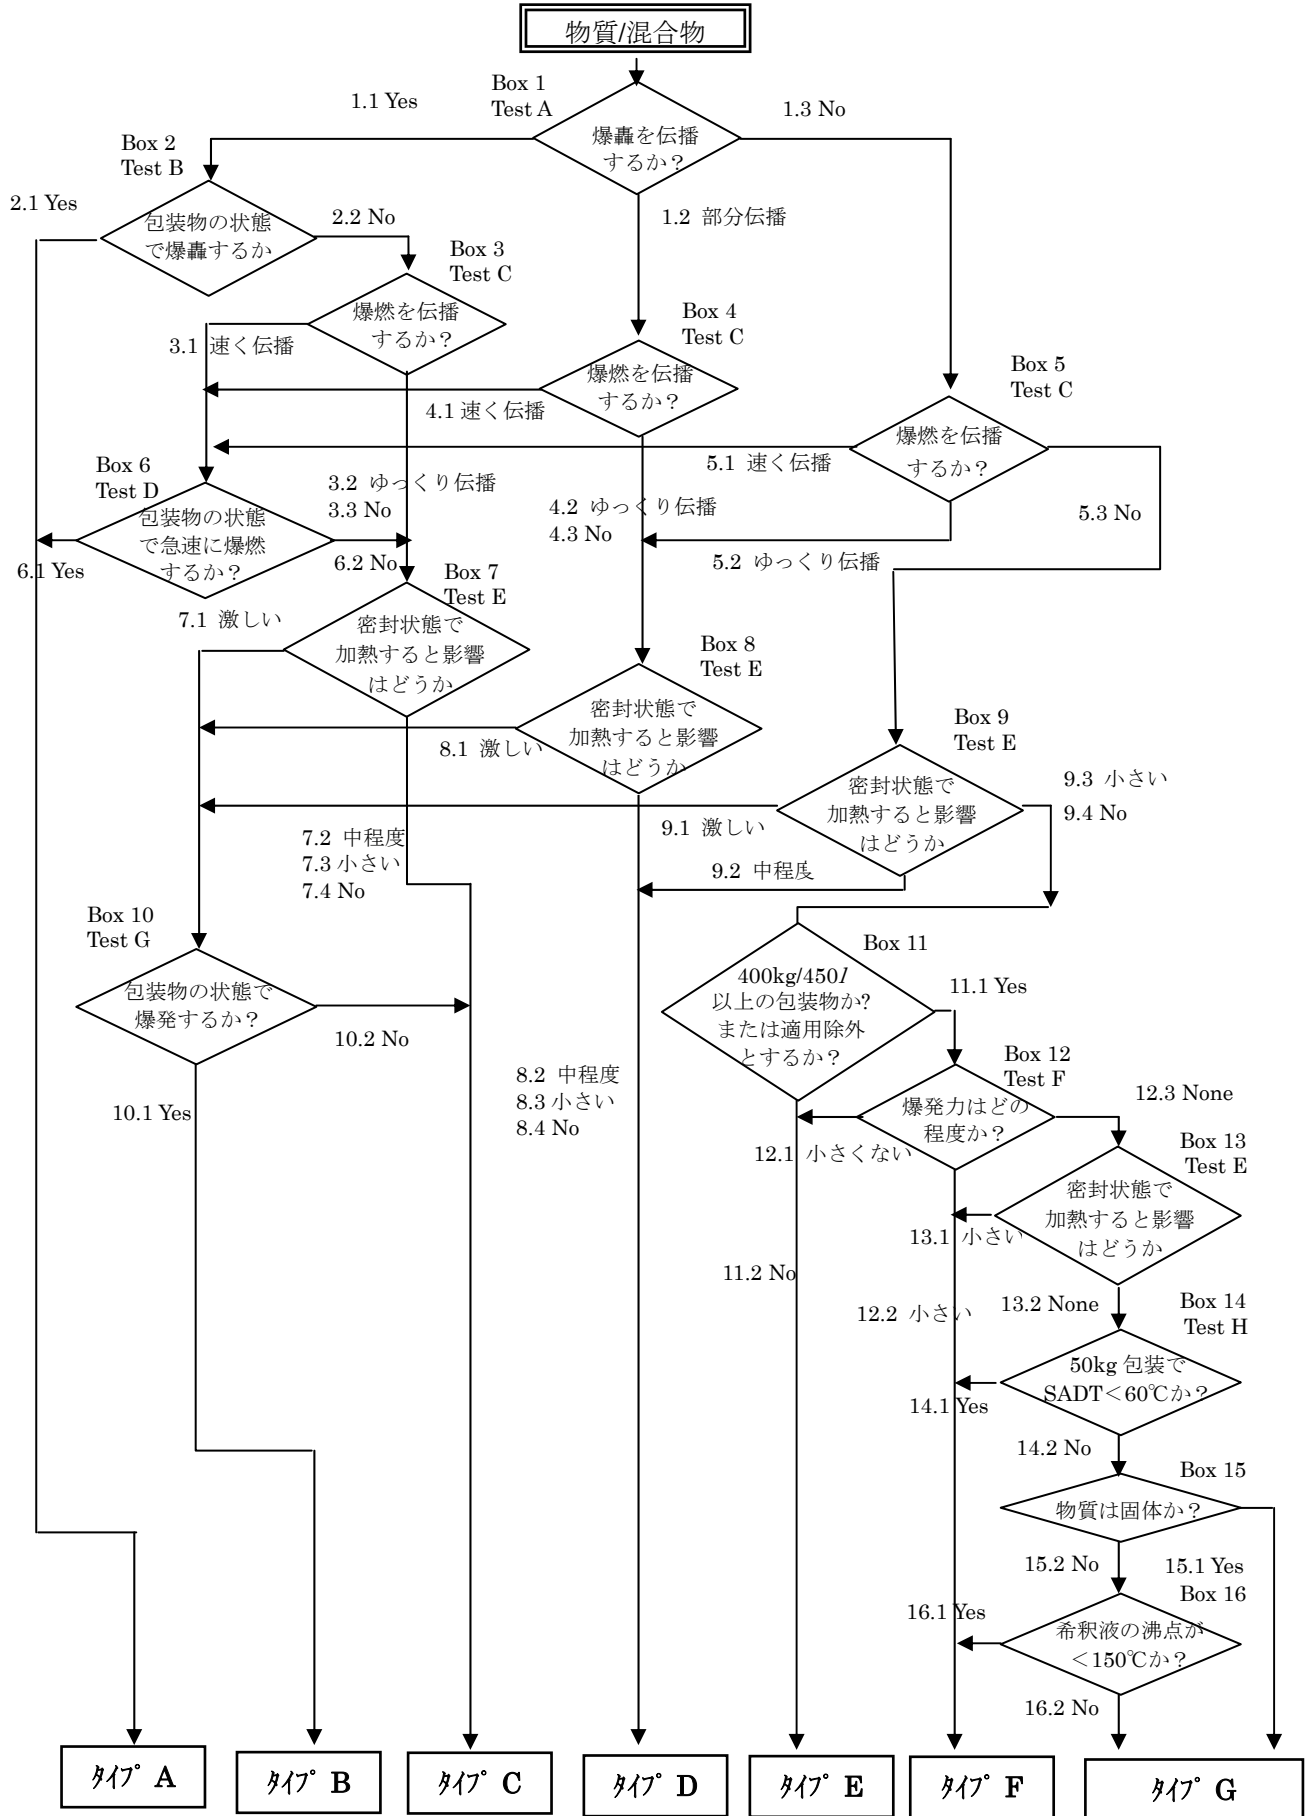 物質/混合物
Box 1
Test A
1.1 Yes
1.3 No
爆轟を伝播
するか？
Box 2
Test B
2.1 Yes
包装物の状態
で爆轟するか
2.2 No
1.2 部分伝播
Box 3
Test C
爆燃を伝播
するか？
3.1 速く伝播
Box 4
Test C
爆燃を伝播
するか？
4.1 速く伝播
Box 5
Test C
爆燃を伝播
するか？
5.1 速く伝播
Box 6
Test D
包装物の状態
で急速に爆燃
するか？
3.2 ゆっくり伝播
3.3 No
4.2 ゆっくり伝播
4.3 No
5.3 No
5.2 ゆっくり伝播
6.1 Yes
6.2 No
Box 7
Test E
7.1 激しい
密封状態で
加熱すると影響
はどうか
Box 8
Test E
密封状態で
加熱すると影響
はどうか
8.1 激しい
Box 9
Test E
密封状態で
加熱すると影響
はどうか
9.3 小さい
9.4 No
9.1 激しい
7.2 中程度
7.3 小さい
7.4 No
9.2 中程度
Box 10
Test G
包装物の状態で
爆発するか？
10.2 No
10.1 Yes
Box 11
400kg/450l
以上の包装物か?
または適用除外
とするか？
11.1 Yes
8.2 中程度
8.3 小さい
8.4 No
Box 12
Test F
爆発力はどの
程度か？
12.3 None
12.1 小さくない
Box 13
Test E
密封状態で
加熱すると影響
はどうか
13.1 小さい
11.2 No
12.2 小さい
13.2 None
Box 14
Test H
50kg 包装で
SADT＜60℃か？
14.1 Yes
14.2 No
Box 15
物質は固体か？
15.2 No
15.1 Yes
Box 16
16.1 Yes
希釈液の沸点が
＜150℃か？
16.2 No
ﾀｲﾌﾟ A
ﾀｲﾌﾟ B
ﾀｲﾌﾟ C
ﾀｲﾌﾟ D
ﾀｲﾌﾟ E
ﾀｲﾌﾟ F
ﾀｲﾌﾟ G